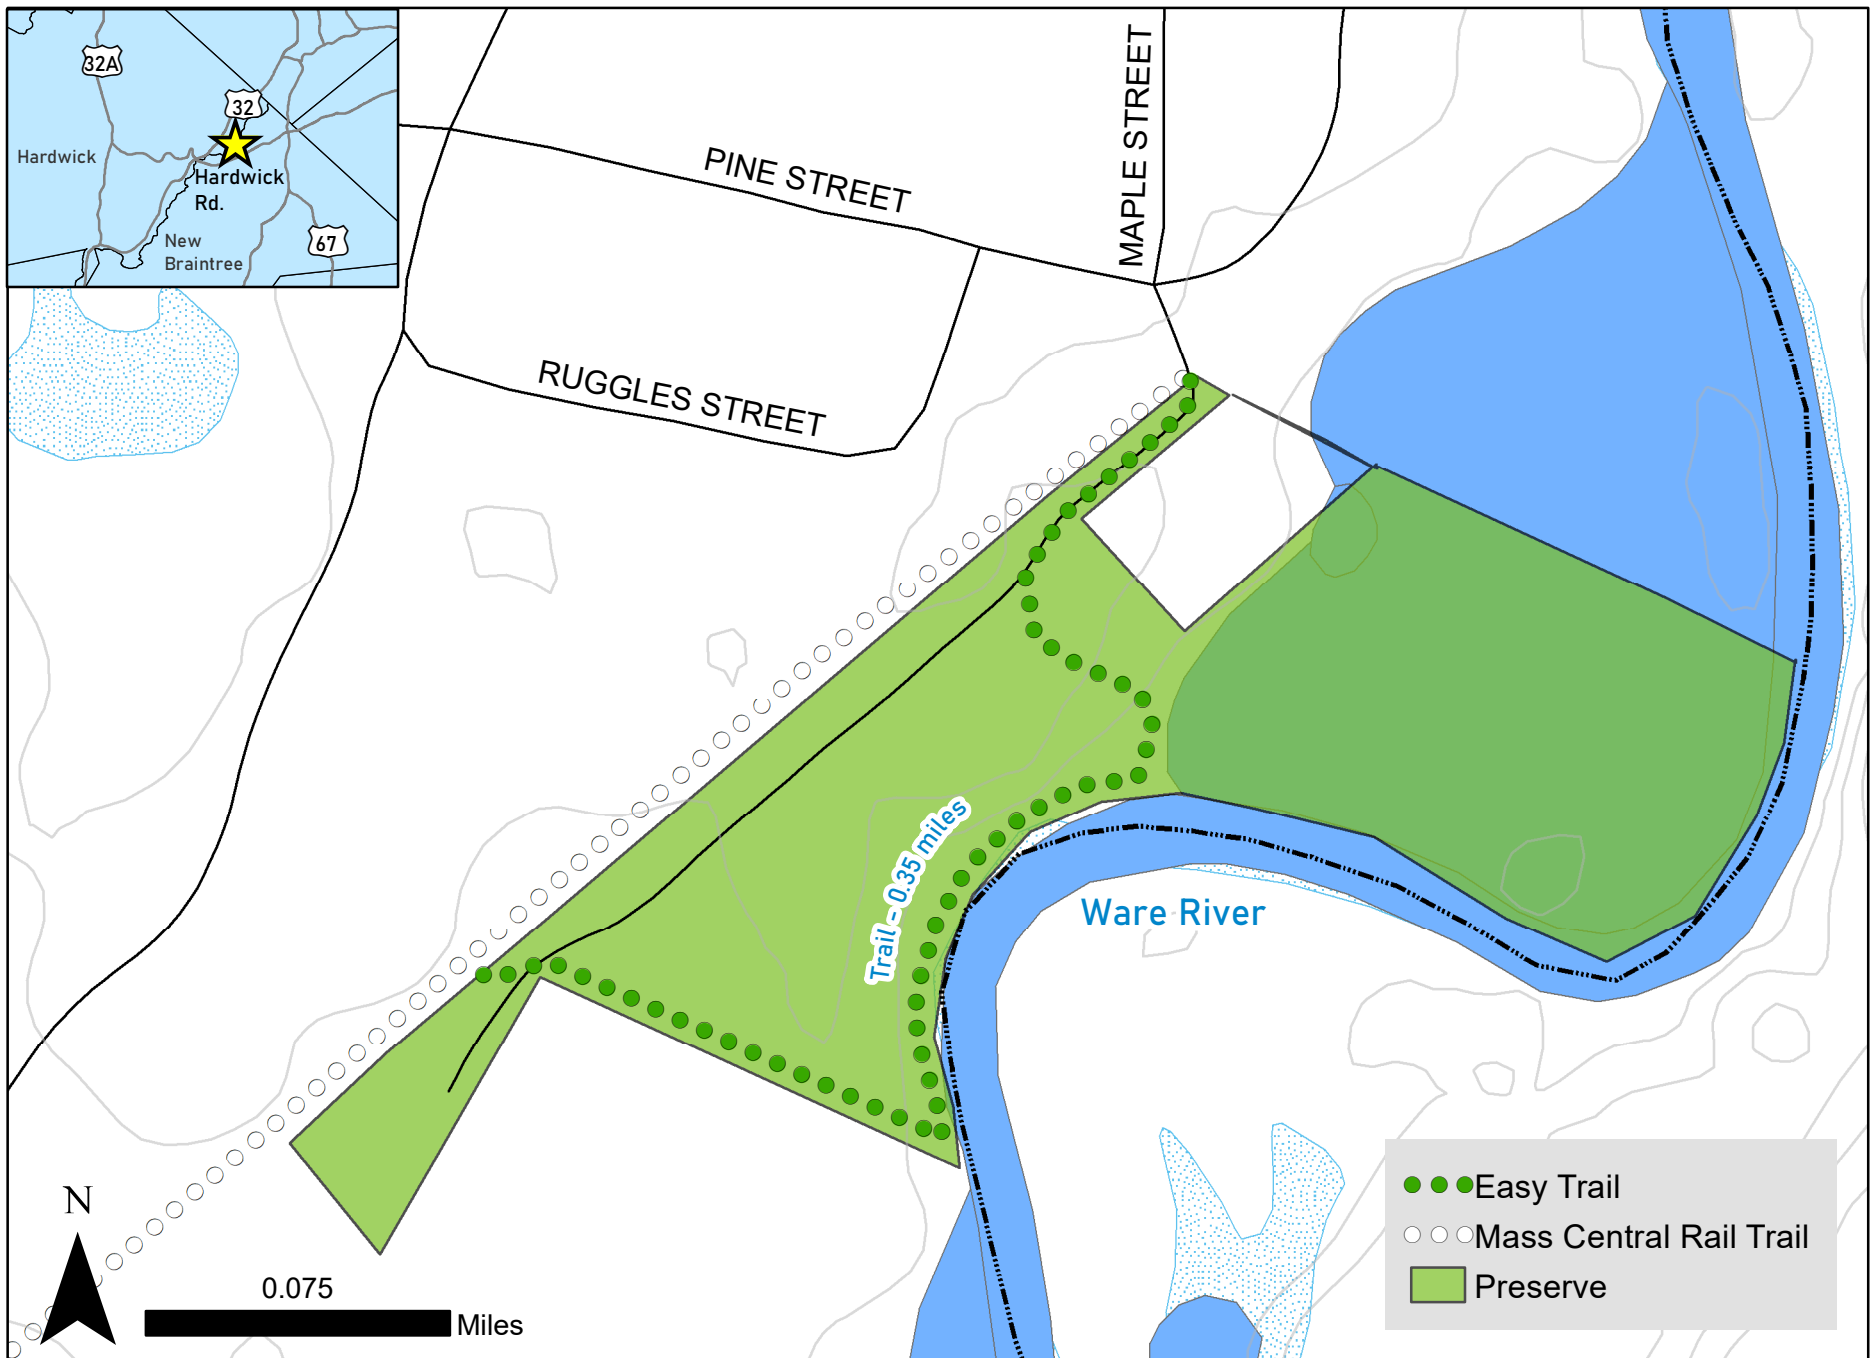 32A
32
Hardwick
Hardwick
Rd.
New
Braintree
67
PINE STREET
MAPLE STREET
RUGGLES STREET
Trail - 0.35 miles
Ware River
N
0.075
Miles
Easy Trail
Mass Central Rail Trail
Preserve